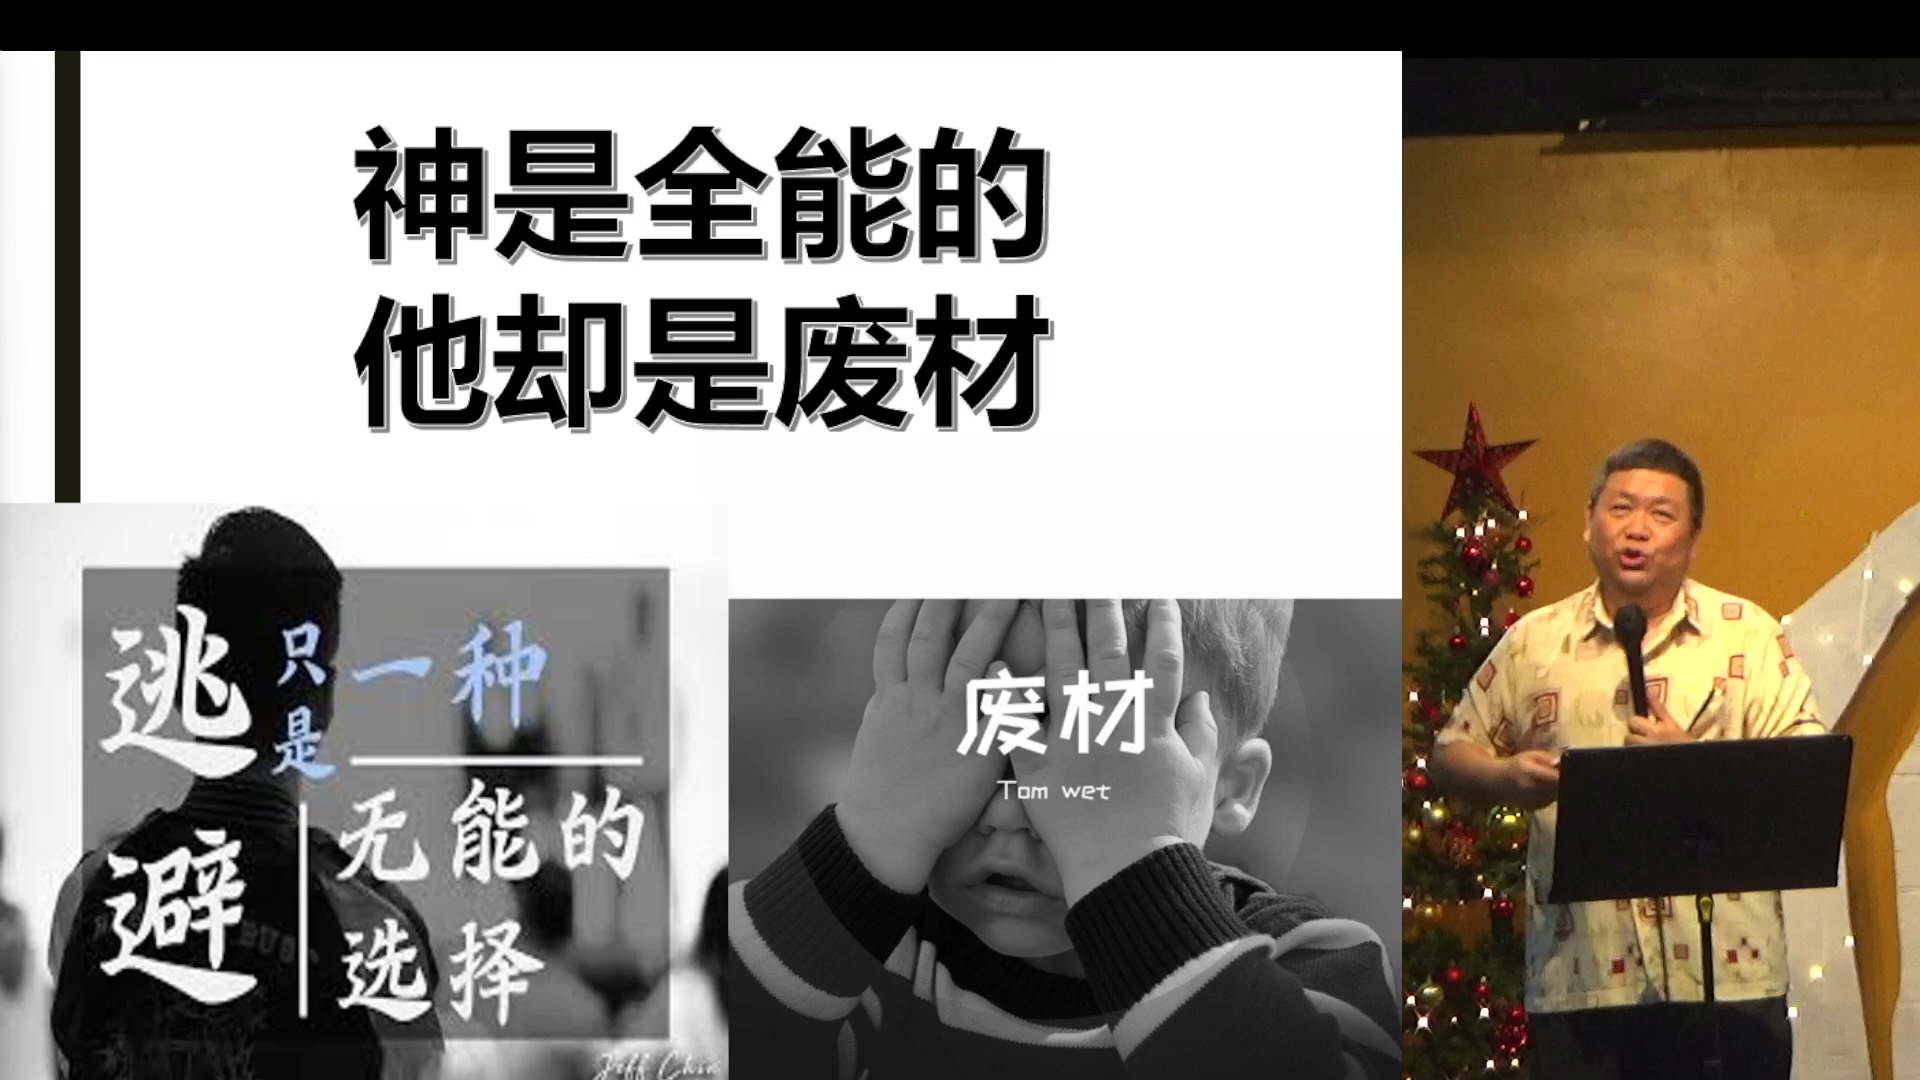 神是全能的
他却是废材
逃避
只是
一种
无能的
选择
废材
Tom wet